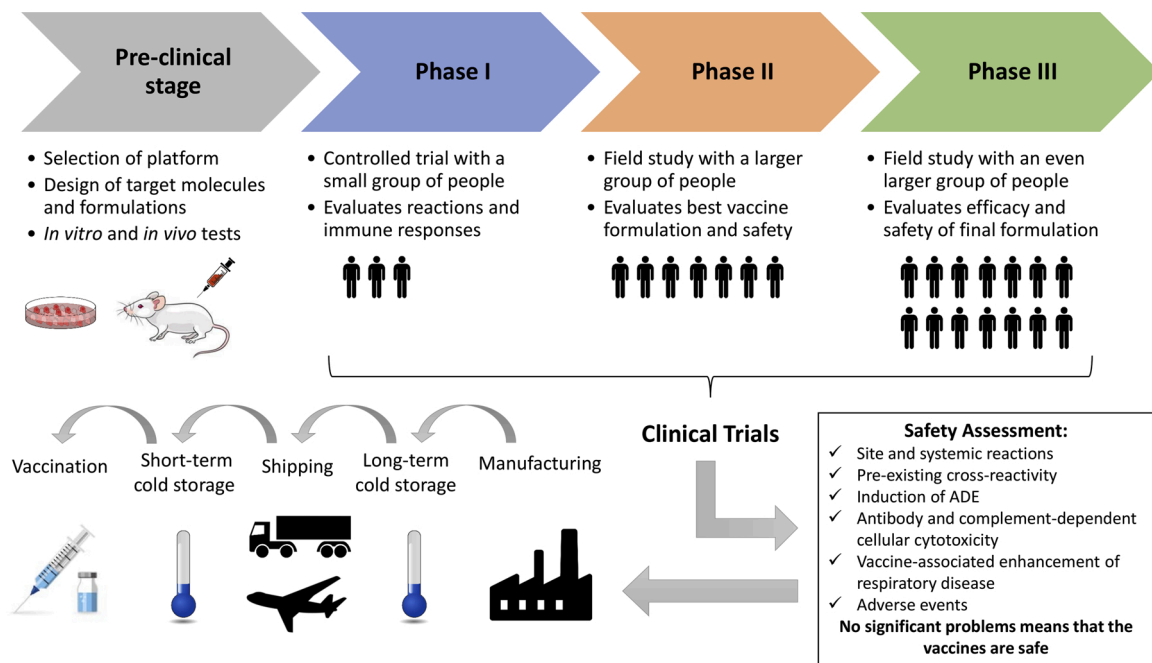 Pre-clinical
stage
Phase I
Phase II
Phase III
• Selection of platform
• Design of target molecules
and formulations
• In vitro and in vivo tests
• Controlled trial with a
small group of people
• Evaluates reactions and
immune responses
• Field study with a larger
group of people
• Evaluates best vaccine
formulation and safety
• Field study with an even
larger group of people
• Evaluates efficacy and
safety of final formulation
Clinical Trials
Vaccination
Short-term
cold storage
Shipping
Long-term
cold storage
Manufacturing
Safety Assessment:
✓ Site and systemic reactions
✓ Pre-existing cross-reactivity
✓ Induction of ADE
✓ Antibody and complement-dependent
cellular cytotoxicity
✓ Vaccine-associated enhancement of
respiratory disease
✓ Adverse events
No significant problems means that the
vaccines are safe